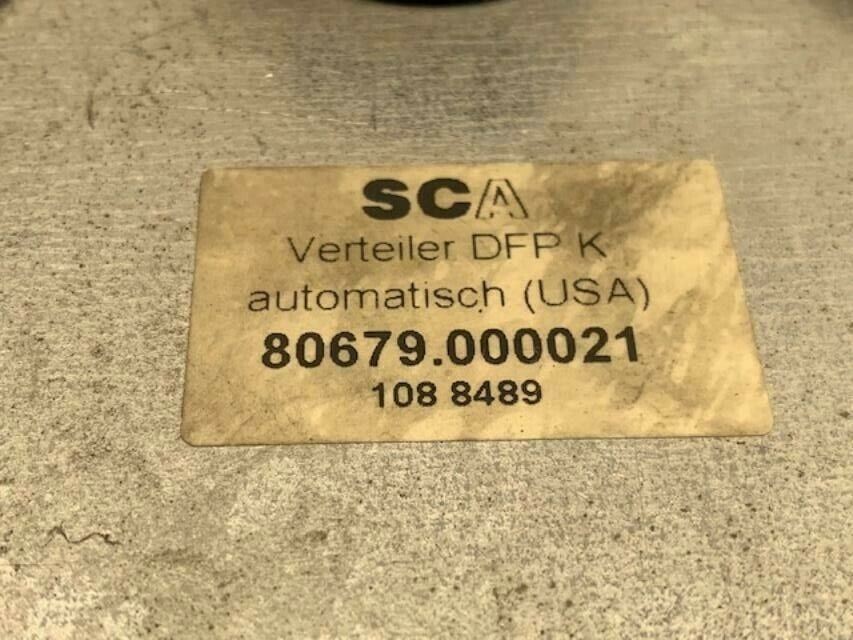 SCA
Verteiler DFP K
automatisch (USA)
80679.000021
108 8489